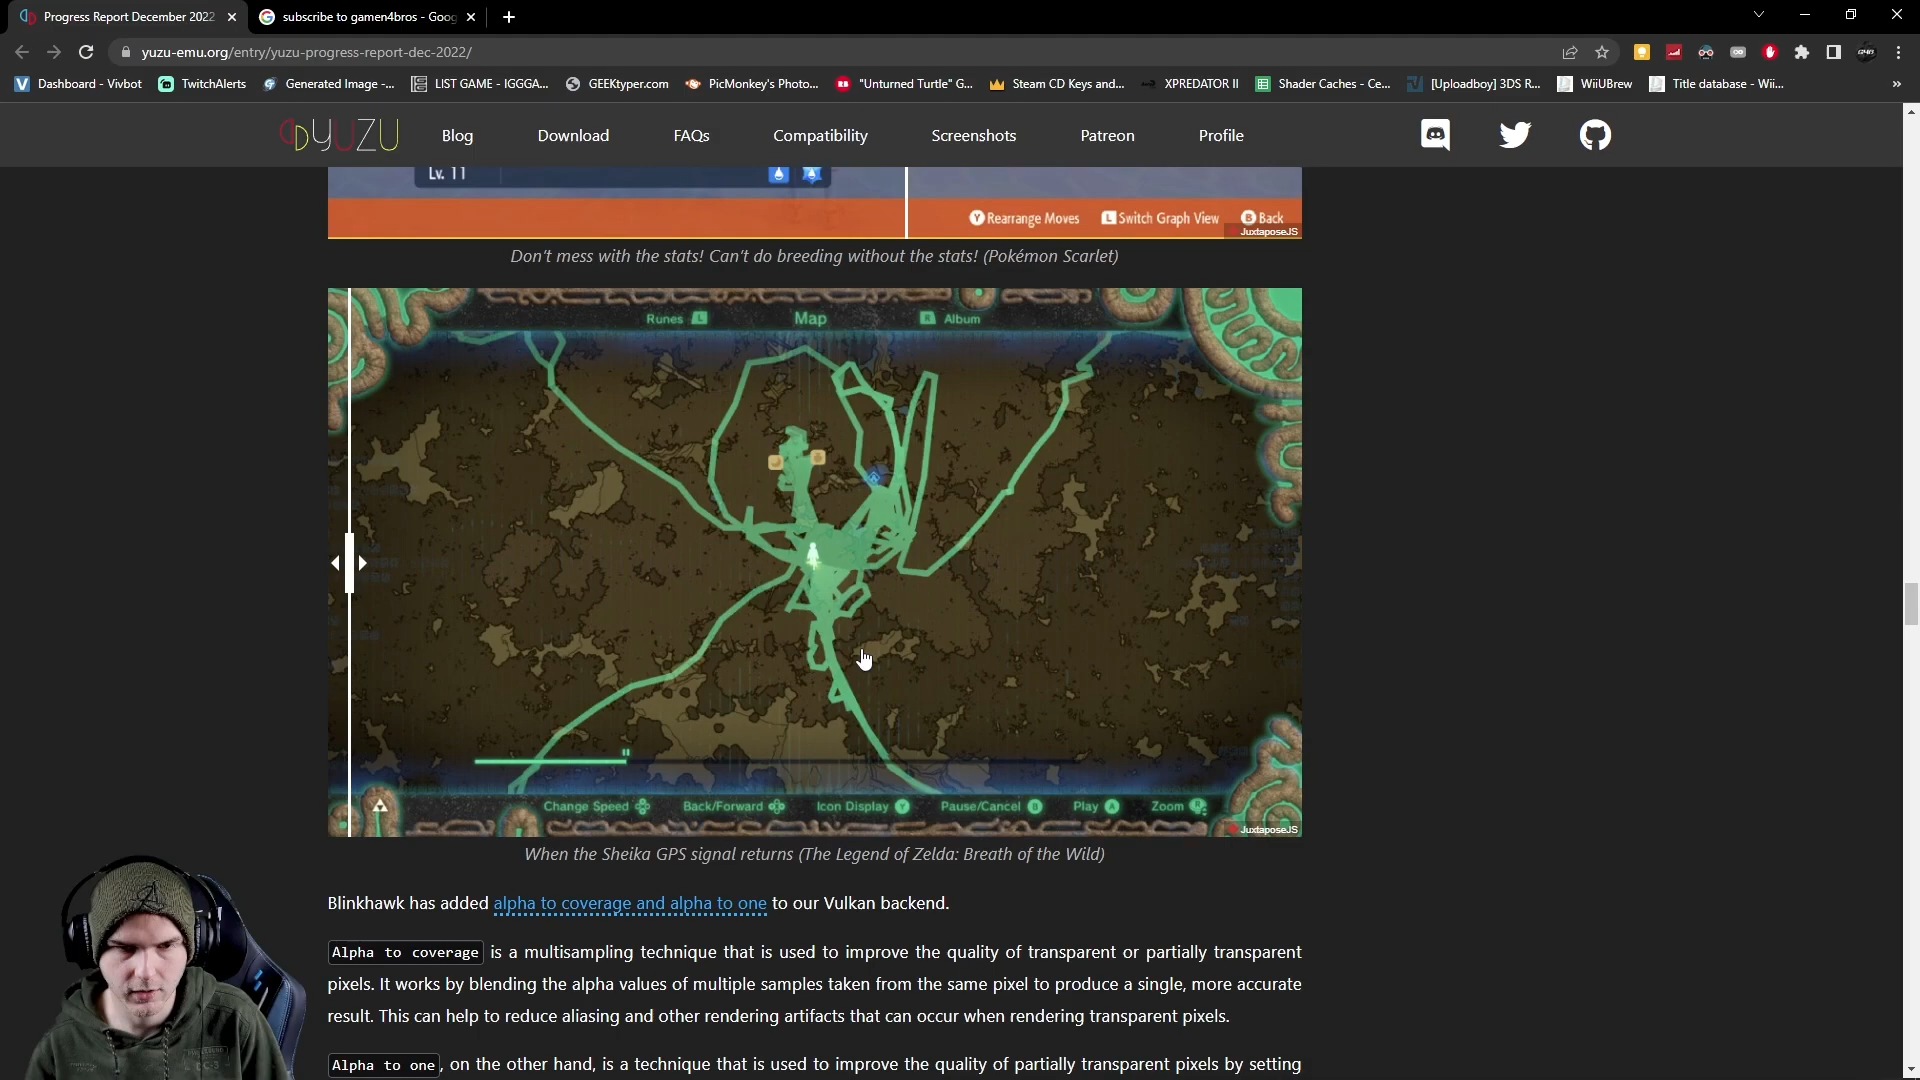 Progress Report December 2022
subscribe to gamen4bros - Goog
yuzu-emu.org/entry/yuzu-progress-report-dec-2022/
Dashboard - Vivbot
TwitchAlerts
Generated Image -...
LIST GAME - IGGGA...
GEEKtyper.com
PicMonkey's Photo...
"Unturned Turtle" G...
Steam CD Keys and...
XPREDATOR II
Shader Caches - Ce...
[Uploadboy] 3DS R...
WiiUBrew
Title database - Wii...
YUZU
Blog
Download
FAQs
Compatibility
Screenshots
Patreon
Profile
Lv. 11
Y Rearrange Moves
L Switch Graph View
B Back
JuxtaposeJS
Don't mess with the stats! Can't do breeding without the stats! (Pokémon Scarlet)
Runes L
Map
R Album
Change Speed
Back/Forward
Icon Display Y
Pause/Cancel B
Play A
Zoom R
JuxtaposeJS
When the Sheika GPS signal returns (The Legend of Zelda: Breath of the Wild)
Blinkhawk has added alpha to coverage and alpha to one to our Vulkan backend.
Alpha to coverage is a multisampling technique that is used to improve the quality of transparent or partially transparent
pixels. It works by blending the alpha values of multiple samples taken from the same pixel to produce a single, more accurate
result. This can help to reduce aliasing and other rendering artifacts that can occur when rendering transparent pixels.
Alpha to one, on the other hand, is a technique that is used to improve the quality of partially transparent pixels by setting